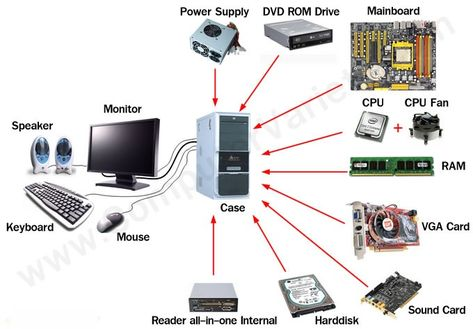 Power Supply
DVD ROM Drive
Mainboard
Monitor
CPU
+
CPU Fan
Speaker
RAM
Keyboard
Mouse
Case
VGA Card
Reader all-in-one Internal
Harddisk
Sound Card